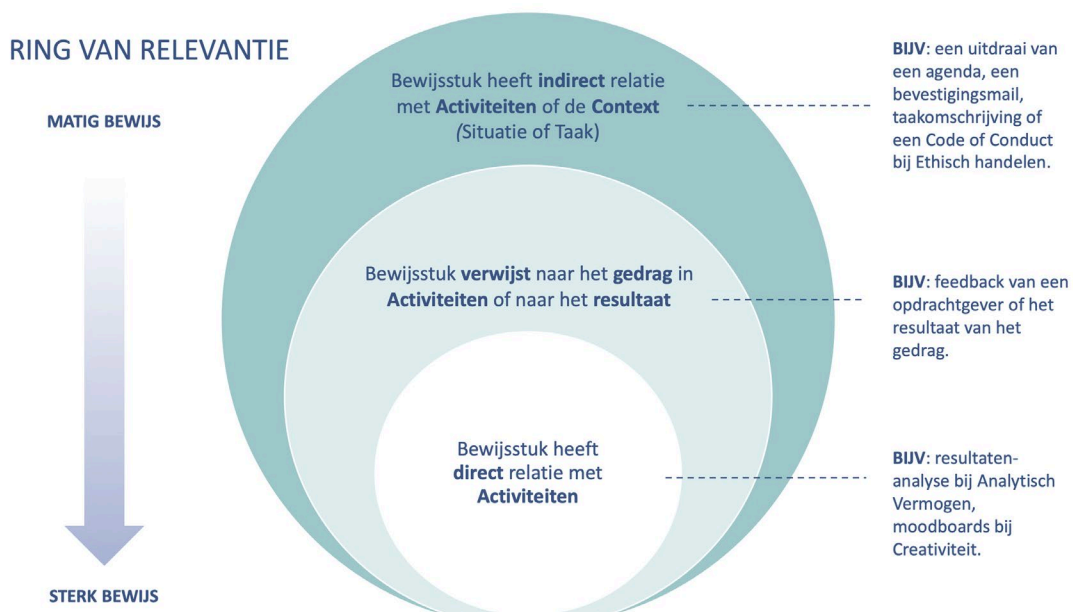 RING VAN RELEVANTIE
MATIG BEWIJS
STERK BEWIJS
Bewijsstuk heeft indirect relatie
met Activiteiten of de Context
(Situatie of Taak)
BIJV: een uitdraai van
een agenda, een
bevestigingsmail,
taakomschrijving of
een Code of Conduct
bij Ethisch handelen.
Bewijsstuk verwijst naar het gedrag in
Activiteiten of naar het resultaat
BIJV: feedback van een
opdrachtgever of het
resultaat van het
gedrag.
Bewijsstuk heeft
direct relatie met
Activiteiten
BIJV: resultaten-
analyse bij Analytisch
Vermogen,
moodboards bij
Creativiteit.